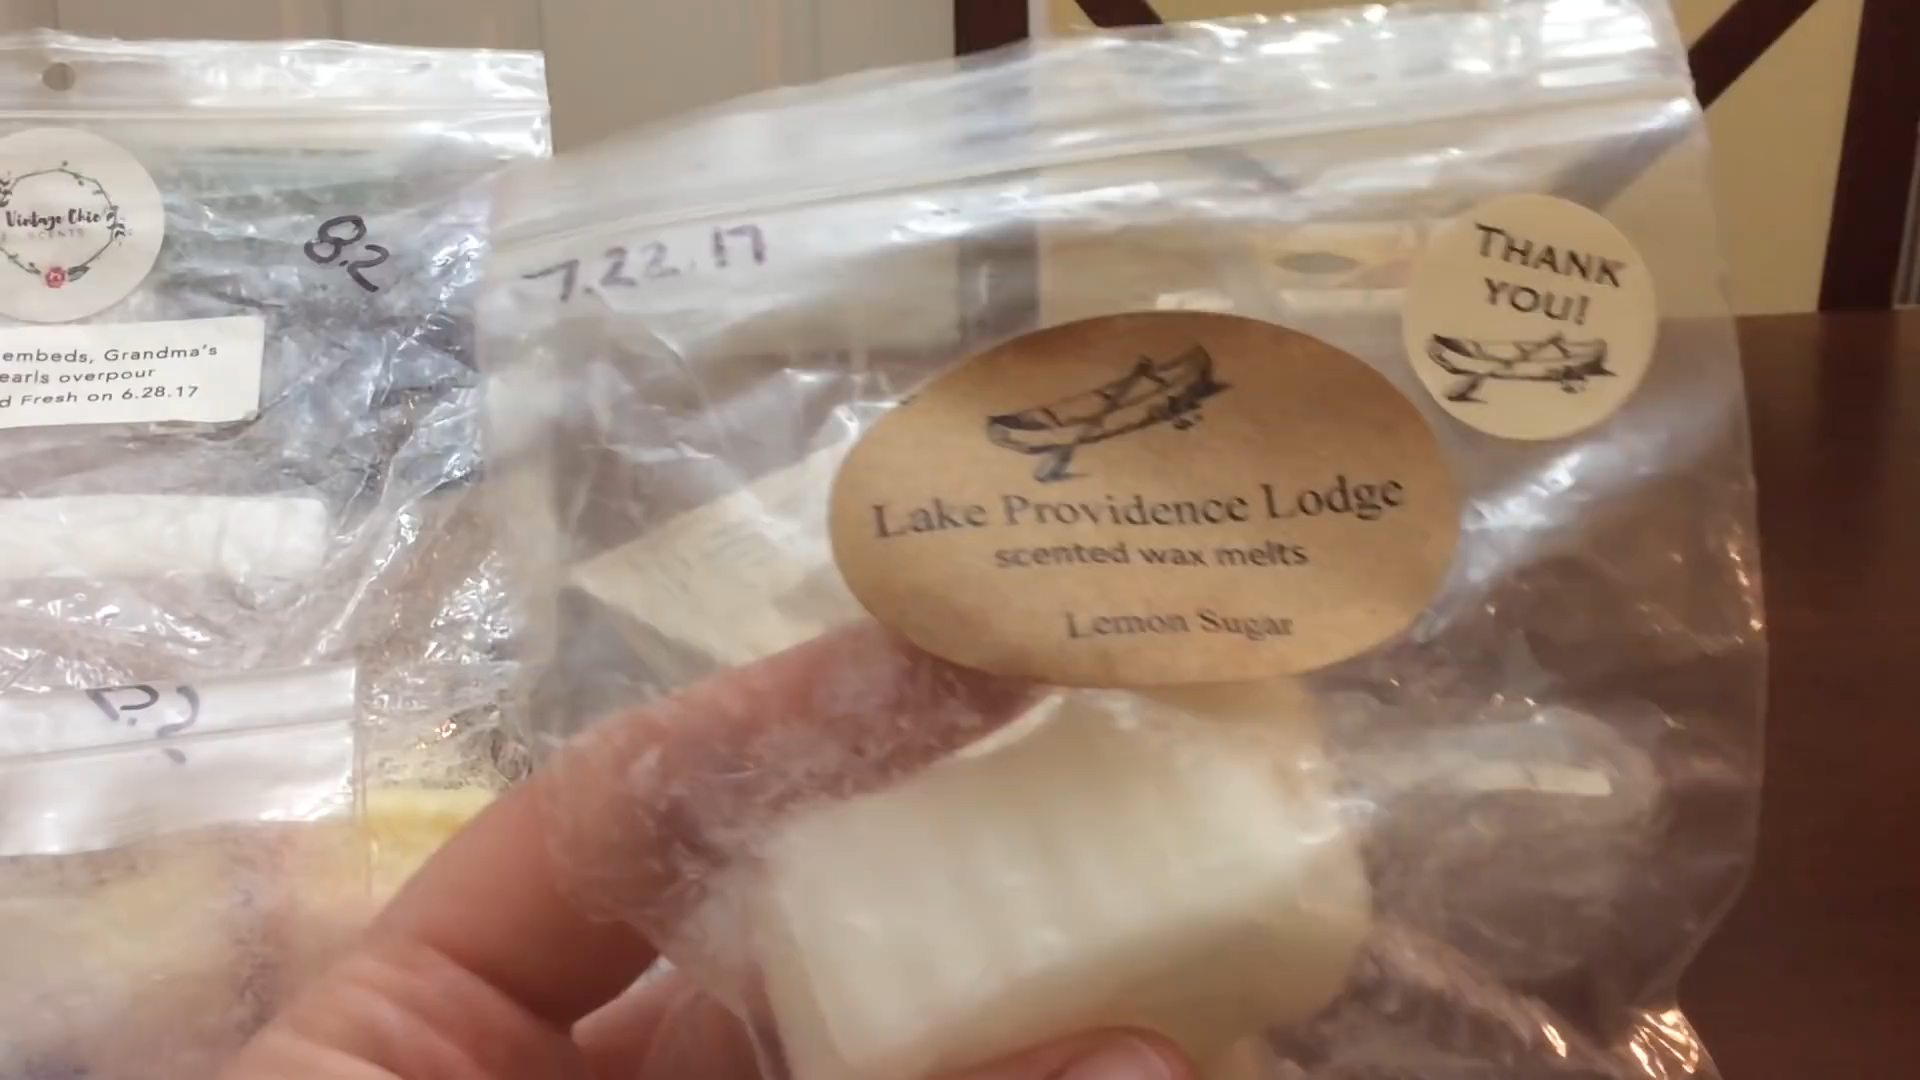 Vintage Chic
SCENTS
8.2
embeds, Grandma's
earls overpour
d Fresh on 6.28.17
7.22.17
THANK
YOU!
Lake Providence Lodge
scented wax melts
Lemon Sugar